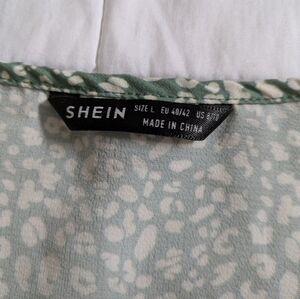 SHEIN SIZE L EU 40/42 US 8/10
MADE IN CHINA